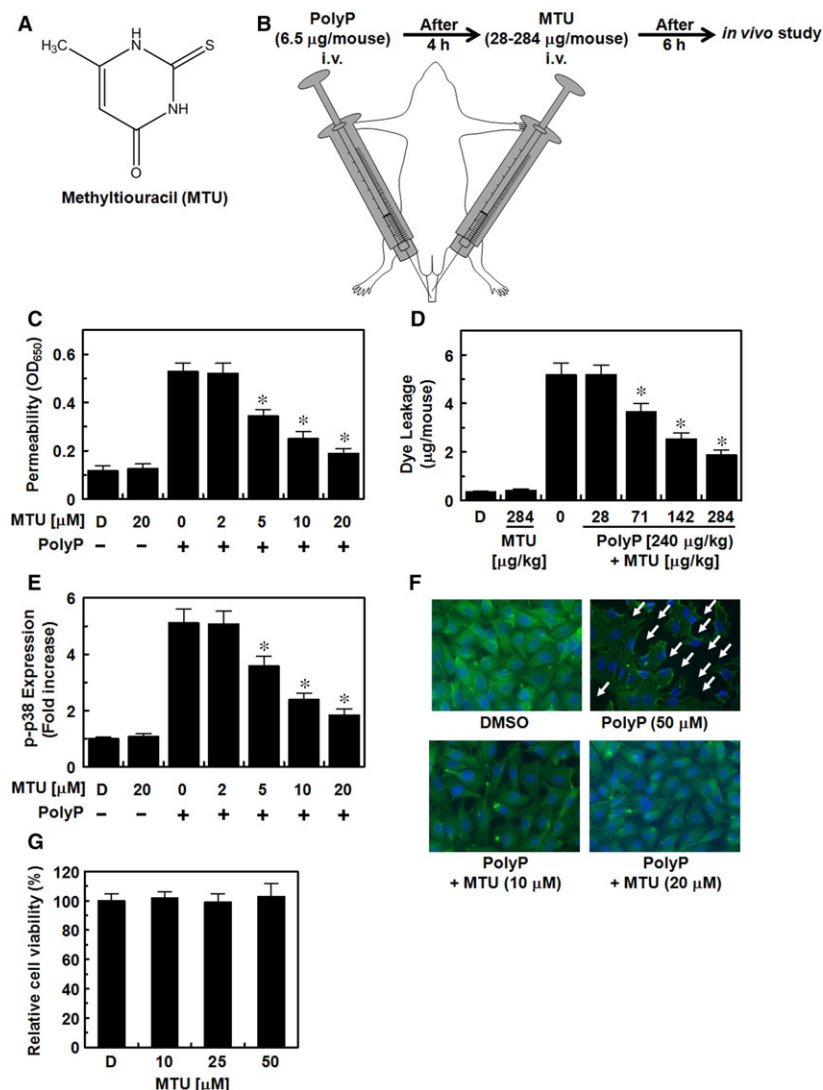 A
H₃C
NH
S
NH
O
Methyltiouracil (MTU)
B
PolyP
(6.5 μg/mouse)
i.v.
After
4 h
MTU
(28-284 μg/mouse)
i.v.
After
6 h
in vivo study
C
Permeability (OD₆₅₀)
0.6
0.4
0.2
0
MTU [μM] D 20 0 2 5 10 20
PolyP − − + + + + +
* * *
D
Dye Leakage
(μg/mouse)
6
4
2
0
* * *
D 284 0 28 71 142 284
MTU
[μg/kg]
PolyP [240 μg/kg)
+ MTU [μg/kg]
E
p-p38 Expression
(Fold increase)
6
4
2
0
* * *
MTU [μM] D 20 0 2 5 10 20
PolyP − − + + + + +
F
DMSO
PolyP (50 μM)
PolyP
+ MTU (10 μM)
PolyP
+ MTU (20 μM)
G
Relative cell viability (%)
120
100
80
60
40
20
0
D 10 25 50
MTU [μM]